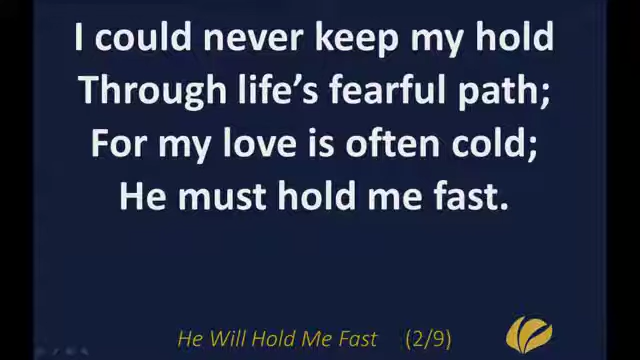 I could never keep my hold
Through life's fearful path;
For my love is often cold;
He must hold me fast.
He Will Hold Me Fast (2/9)